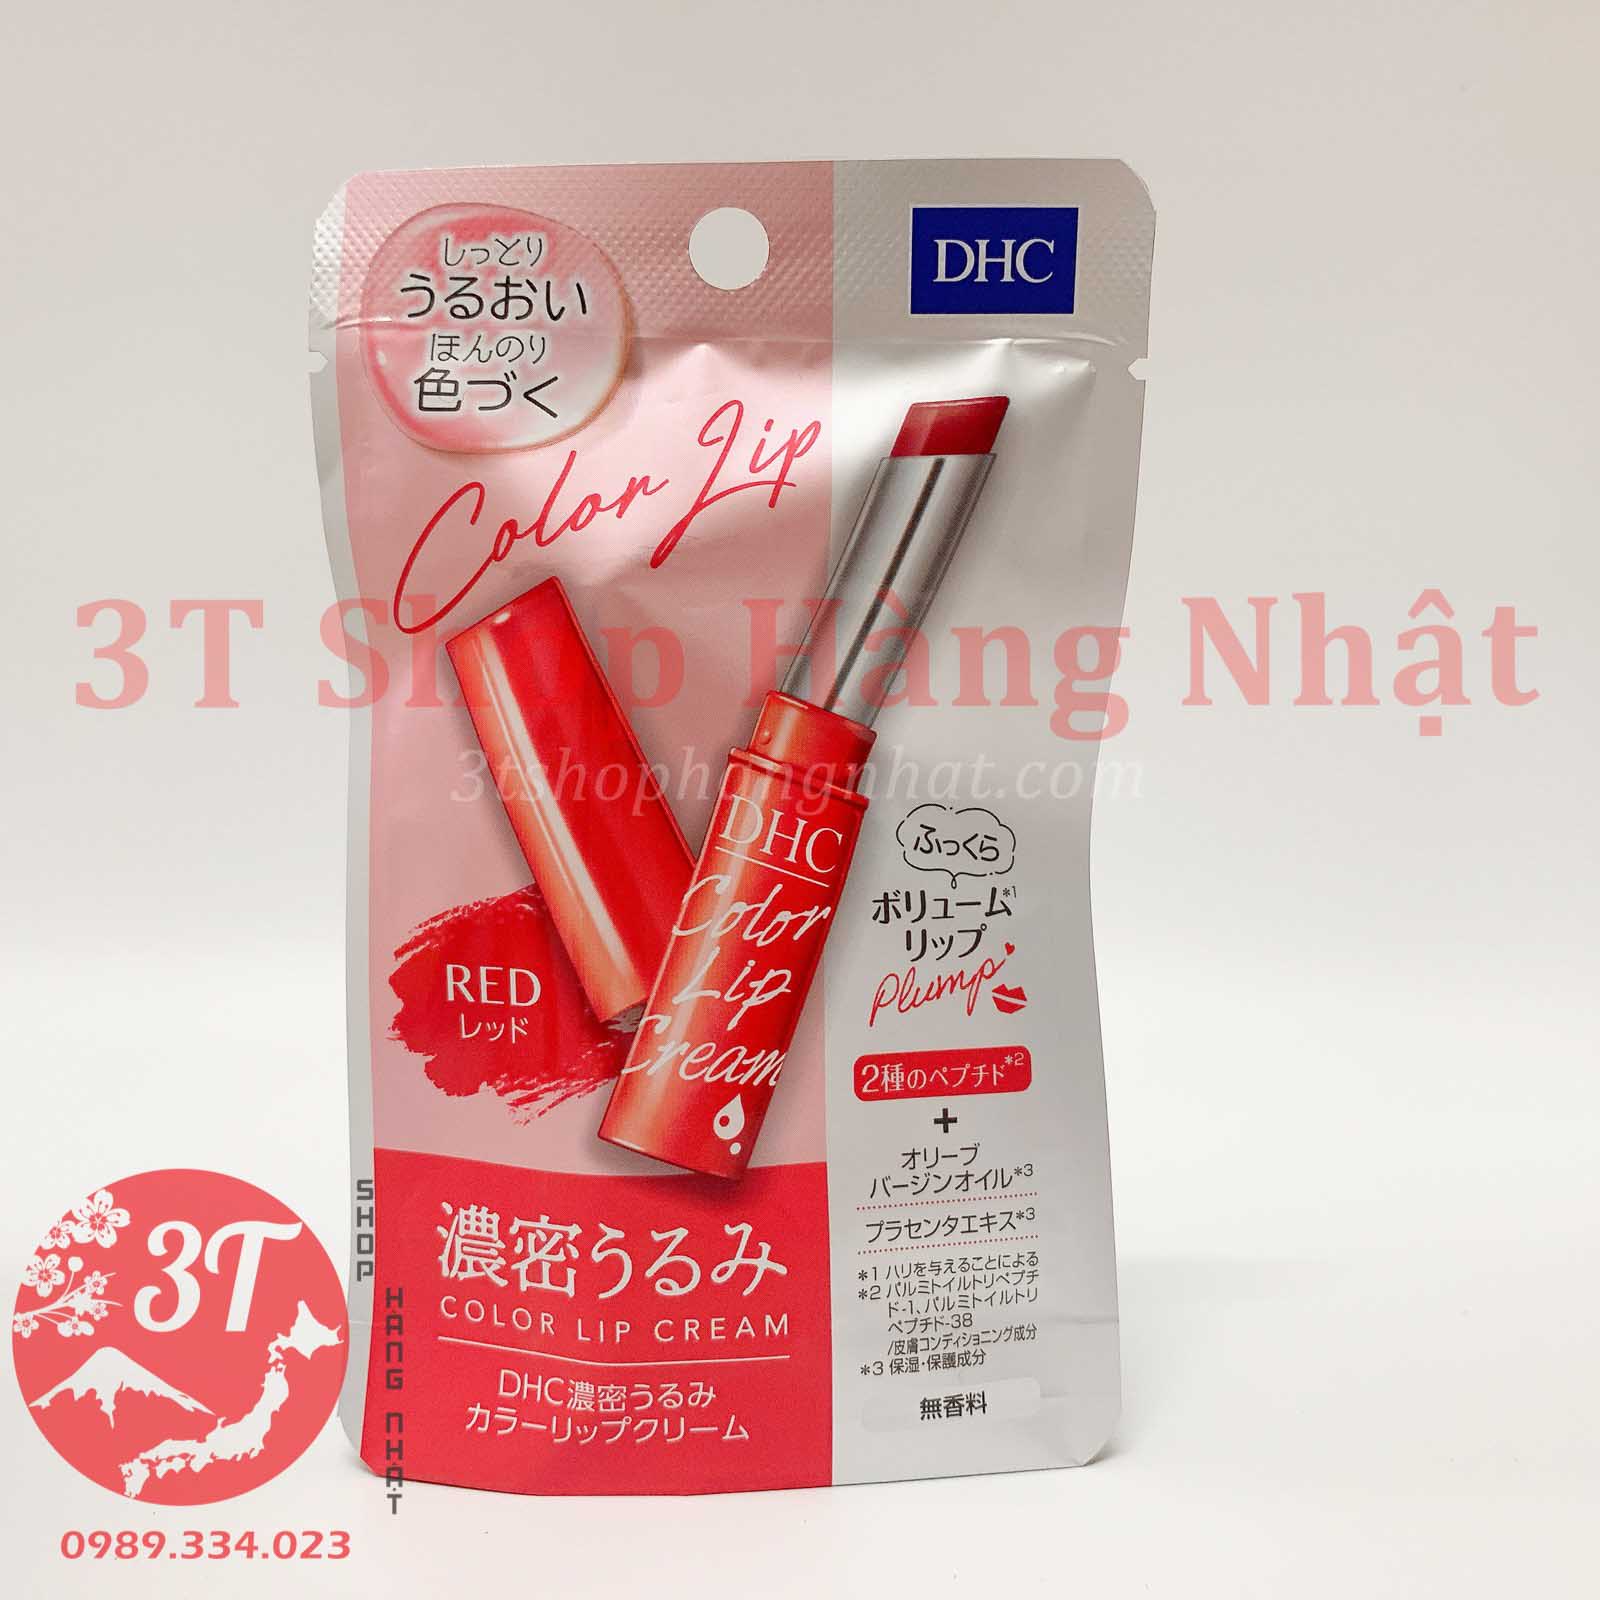 しっとり
うるおい
ほんのり
色づく
DHC
Color Lip
3T Shop Hàng Nhật
3tshophangnhat.com
DHC
Color
Lip
Cream
RED
レッド
ふっくら
ボリューム*1
リップ
Plump
2種のペプチド*2
+
オリーブ
バージンオイル*3
プラセンタエキス*3
*1 ハリを与えることによる
*2 パルミトイルトリペプチ
ド-1、パルミトイルトリ
ペプチド-38
/皮膚コンディショニング成分
*3 保湿・保護成分
無香料
濃密うるみ
COLOR LIP CREAM
DHC濃密うるみ
カラーリップクリーム
3T
SHOP
HÀNG
NHẬT
0989.334.023